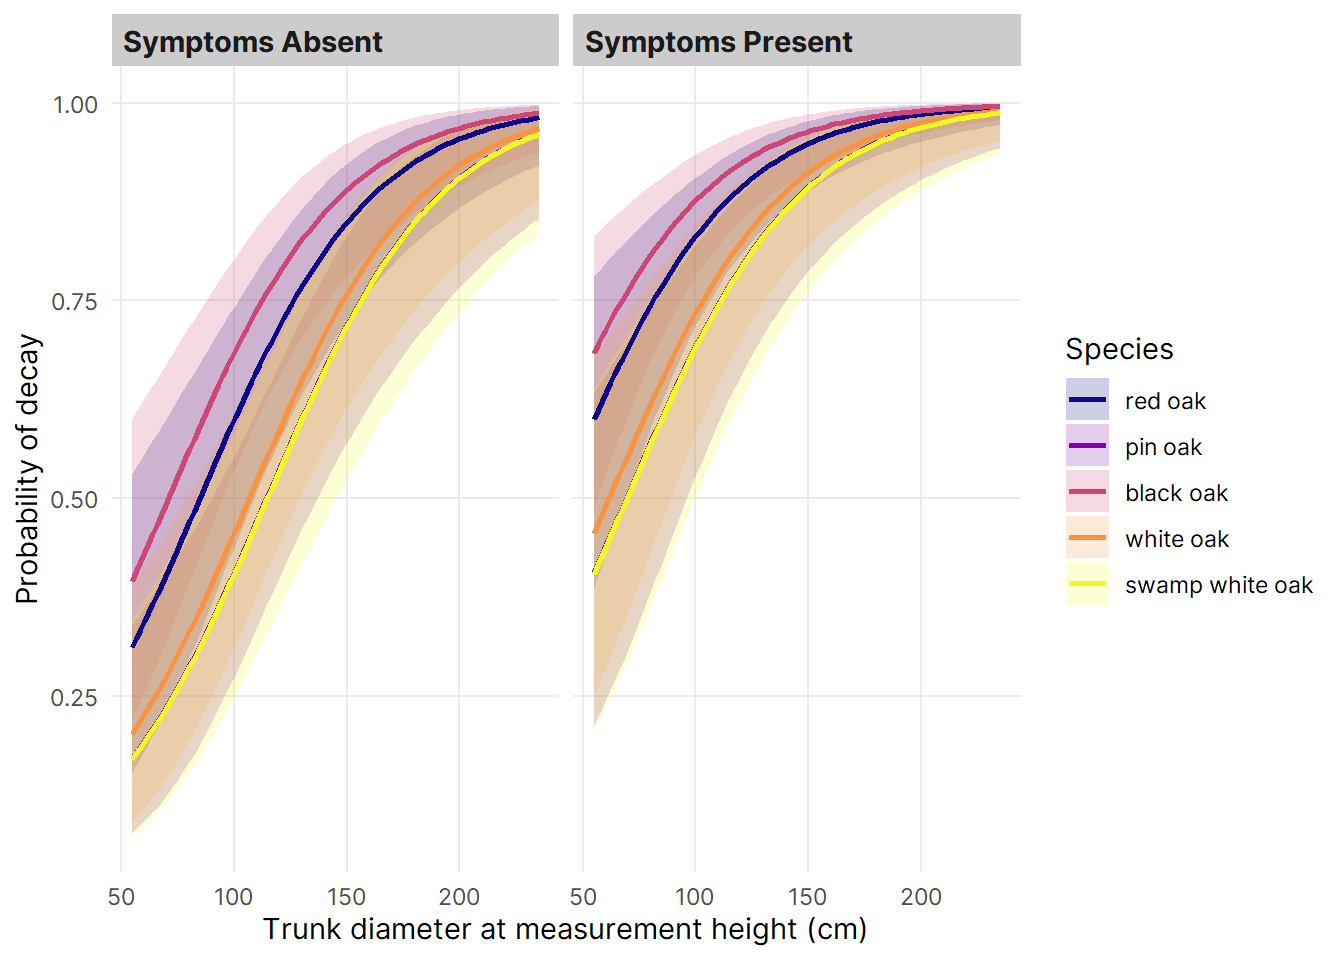 Symptoms Absent
Symptoms Present
1.00
0.75
0.50
0.25
Probability of decay
50 100 150 200
50 100 150 200
Trunk diameter at measurement height (cm)
Species
red oak
pin oak
black oak
white oak
swamp white oak